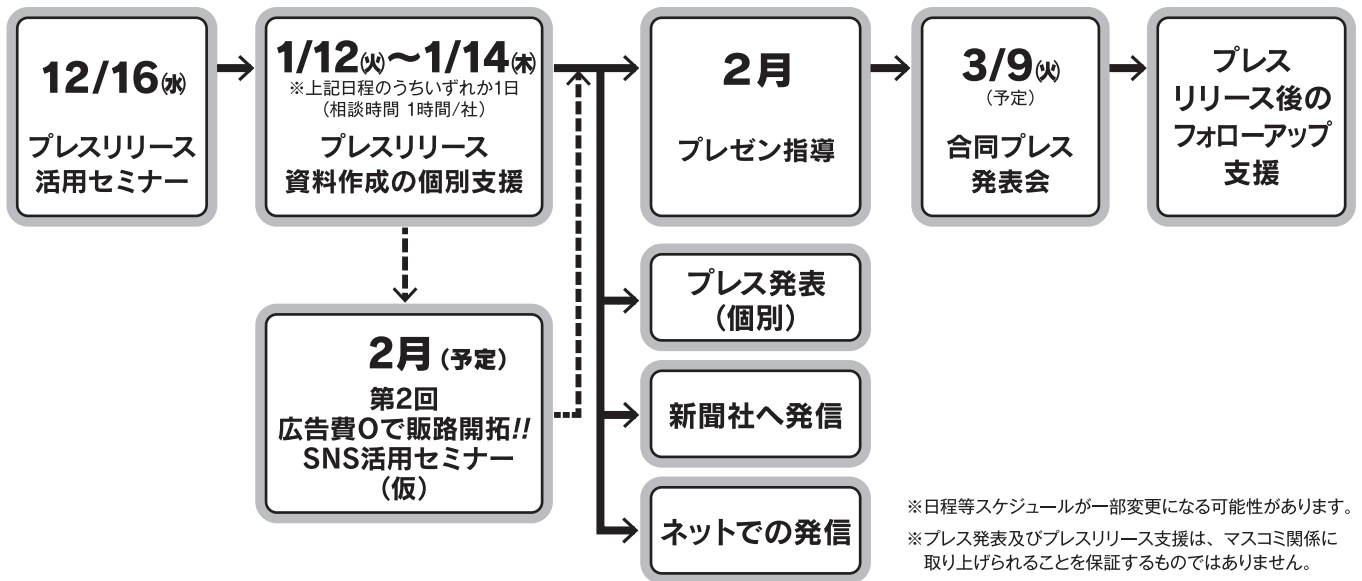 12/16㈬
プレスリリース
活用セミナー
1/12㈫〜1/14㈭
※上記日程のうちいずれか1日
（相談時間 1時間/社）
プレスリリース
資料作成の個別支援
2月（予定）
第2回
広告費0で販路開拓!!
SNS活用セミナー
（仮）
2月
プレゼン指導
プレス発表
（個別）
新聞社へ発信
ネットでの発信
3/9㈫
（予定）
合同プレス
発表会
プレス
リリース後の
フォローアップ
支援
※日程等スケジュールが一部変更になる可能性があります。
※プレス発表及びプレスリリース支援は、マスコミ関係に
取り上げられることを保証するものではありません。